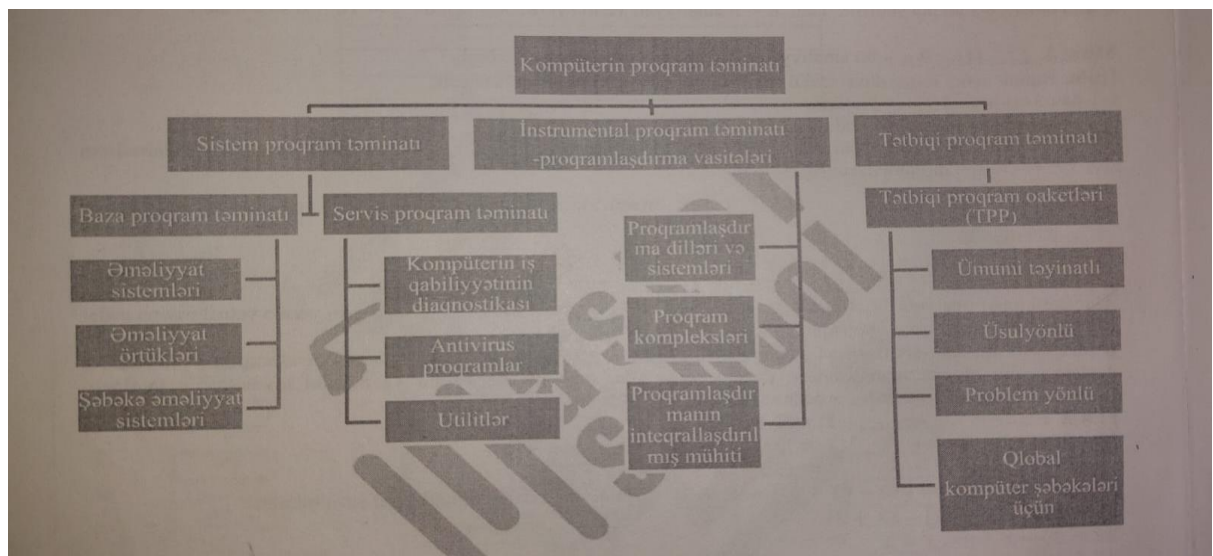 Kompüterin proqram təminatı
Sistem proqram təminatı
İnstrumental proqram təminatı
-proqramlaşdırma vasitələri
Tətbiqi proqram təminatı
Baza proqram təminatı
Servis proqram təminatı
Əməliyyat
sistemləri
Əməliyyat
örtükləri
Şəbəkə əməliyyat
sistemləri
Kompüterin iş
qabiliyyətinin
diaqnostikası
Antivirus
proqramlar
Utilitlər
Proqramlaşdır
ma dilləri və
sistemləri
Proqram
kompleksləri
Proqramlaşdır
manın
inteqrallaşdırıl
mış mühiti
Tətbiqi proqram oaketləri
(TPP)
Ümumi təyinatlı
Üsulyönlü
Problem yönlü
Qlobal
kompüter şəbəkələri
üçün